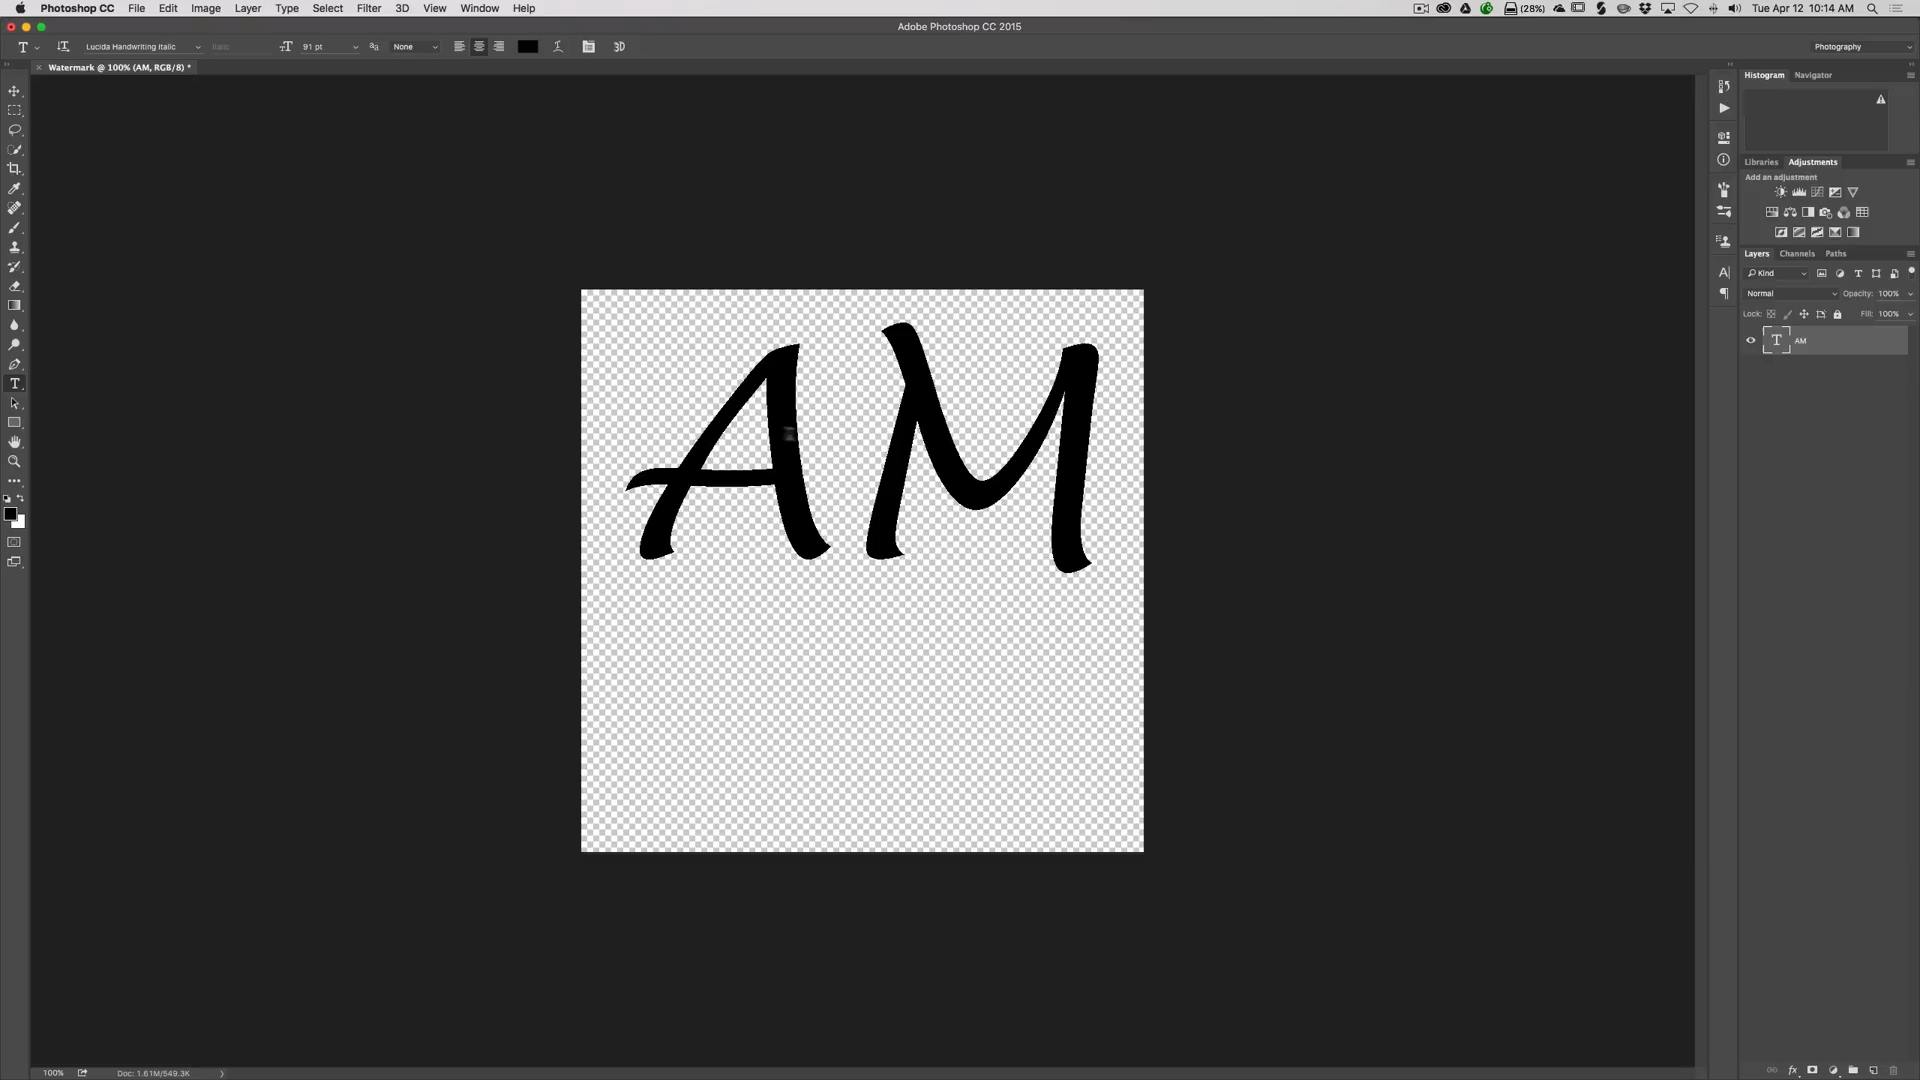 Photoshop CC File Edit Image Layer Type Select Filter 3D View Window Help (28%) Tue Apr 12 10:14 AM
Adobe Photoshop CC 2015
T Lucida Handwriting Italic Italic 91 pt None 3D Photography
Watermark @ 100% (AM, RGB/8) *
Histogram Navigator
Libraries Adjustments
Add an adjustment
Layers Channels Paths
Kind
Normal Opacity: 100%
Lock: Fill: 100%
T AM
AM
100% Doc: 1.61M/549.3K